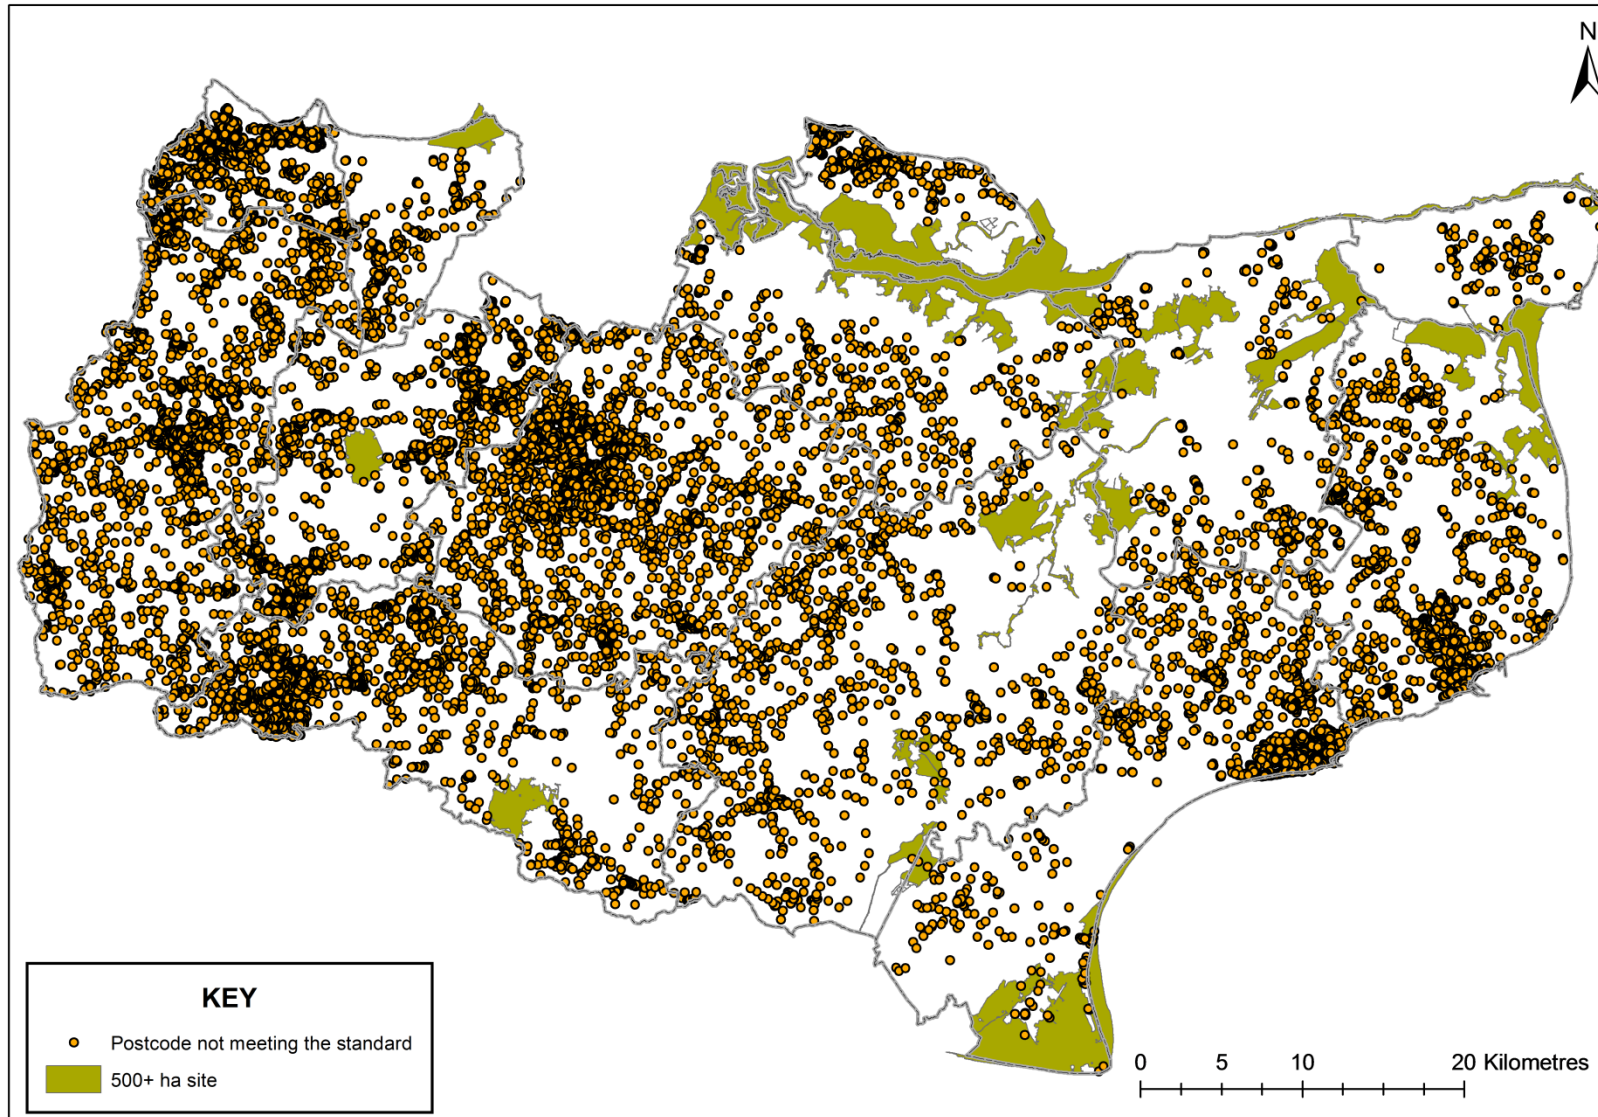 N
KEY
Postcode not meeting the standard
500+ ha site
0 5 10 20 Kilometres